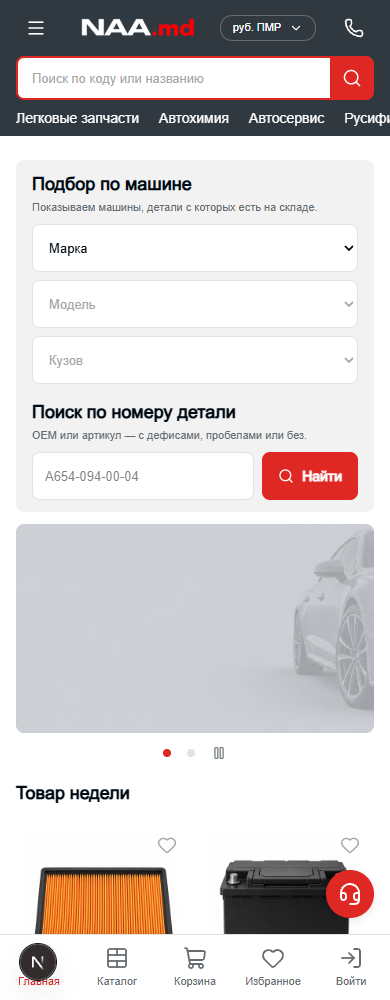 NAA.md
руб. ПМР
Поиск по коду или названию
Легковые запчасти Автохимия Автосервис
Подбор по машине
Показываем машины, детали с которых есть на складе.
Марка
Модель
Кузов
Поиск по номеру детали
OEM или артикул — с дефисами, пробелами или без.
A654-094-00-04
Найти
Товар недели
N
Главная
Каталог
Корзина
Избранное
Войти